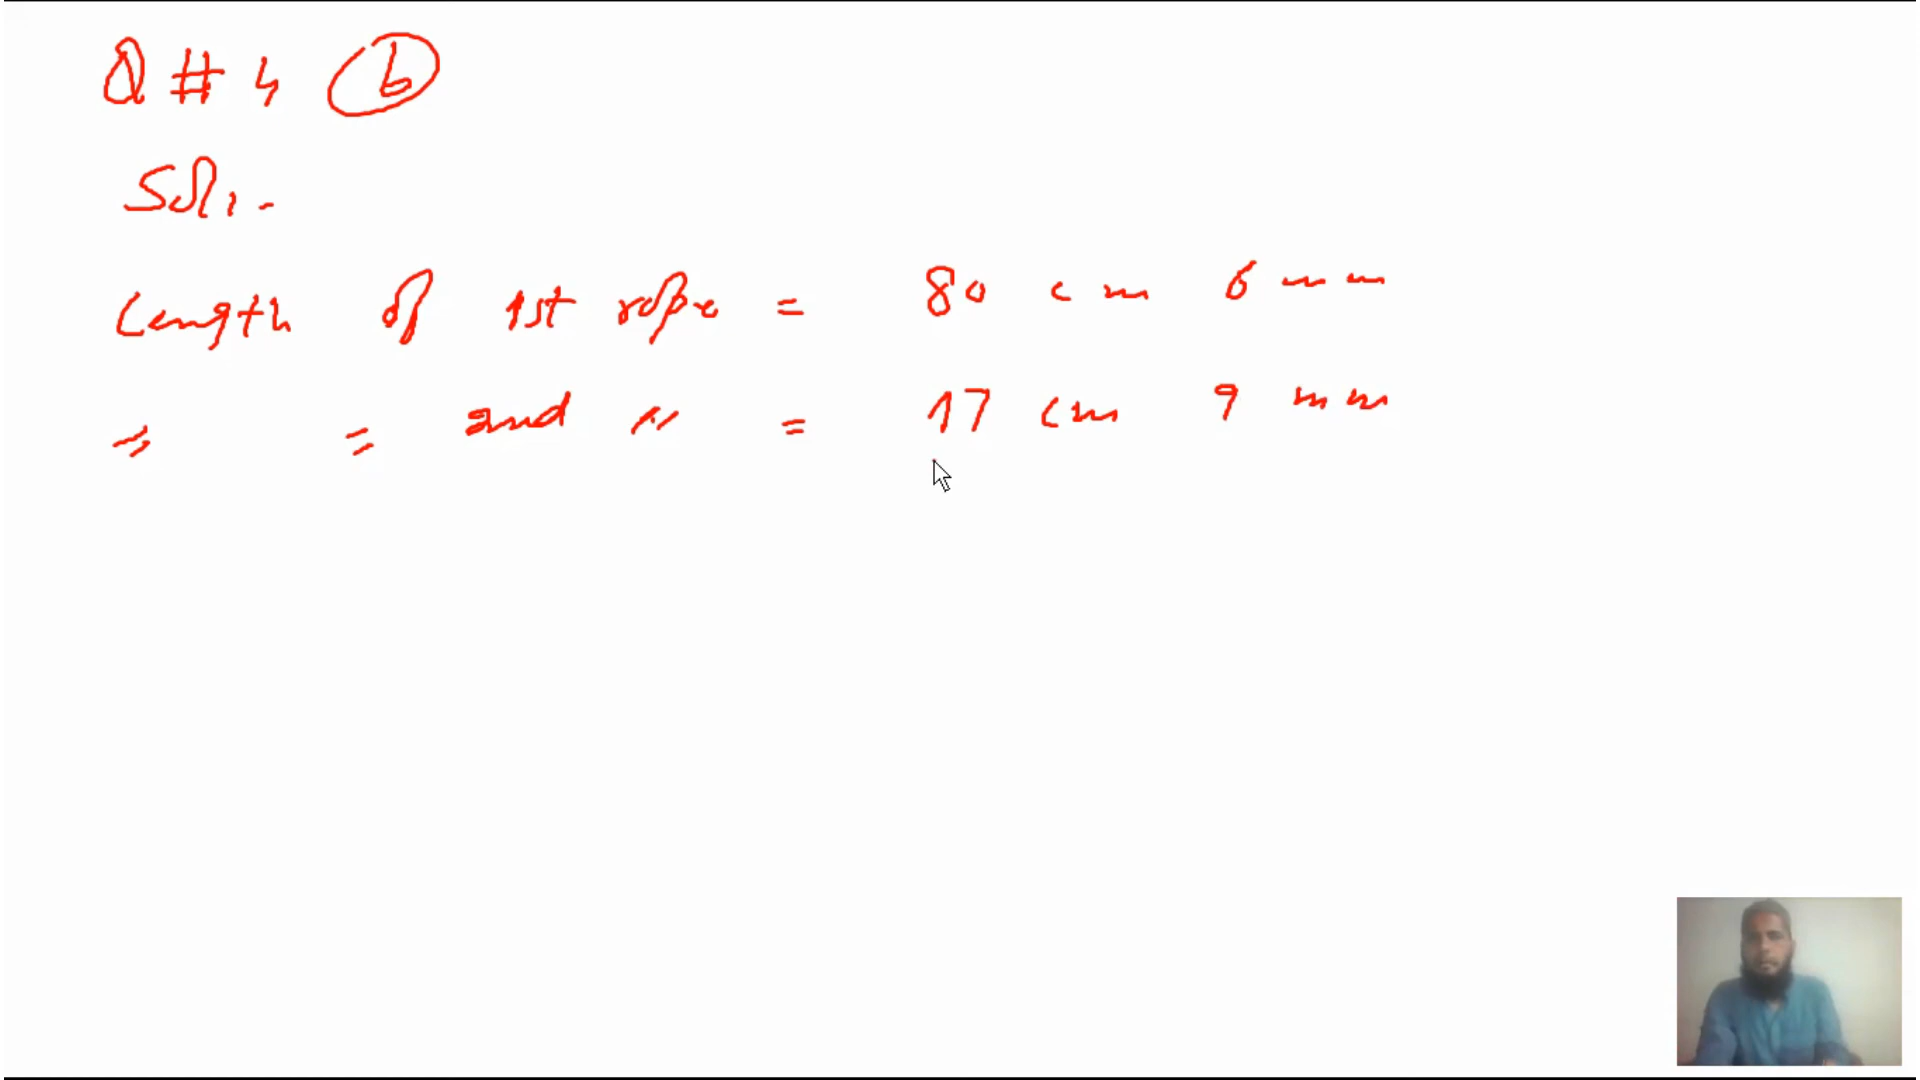 Q # 4 b
Sol:-
Length of 1st rope = 80 cm 6 mm
" " 2nd " = 17 cm 9 mm